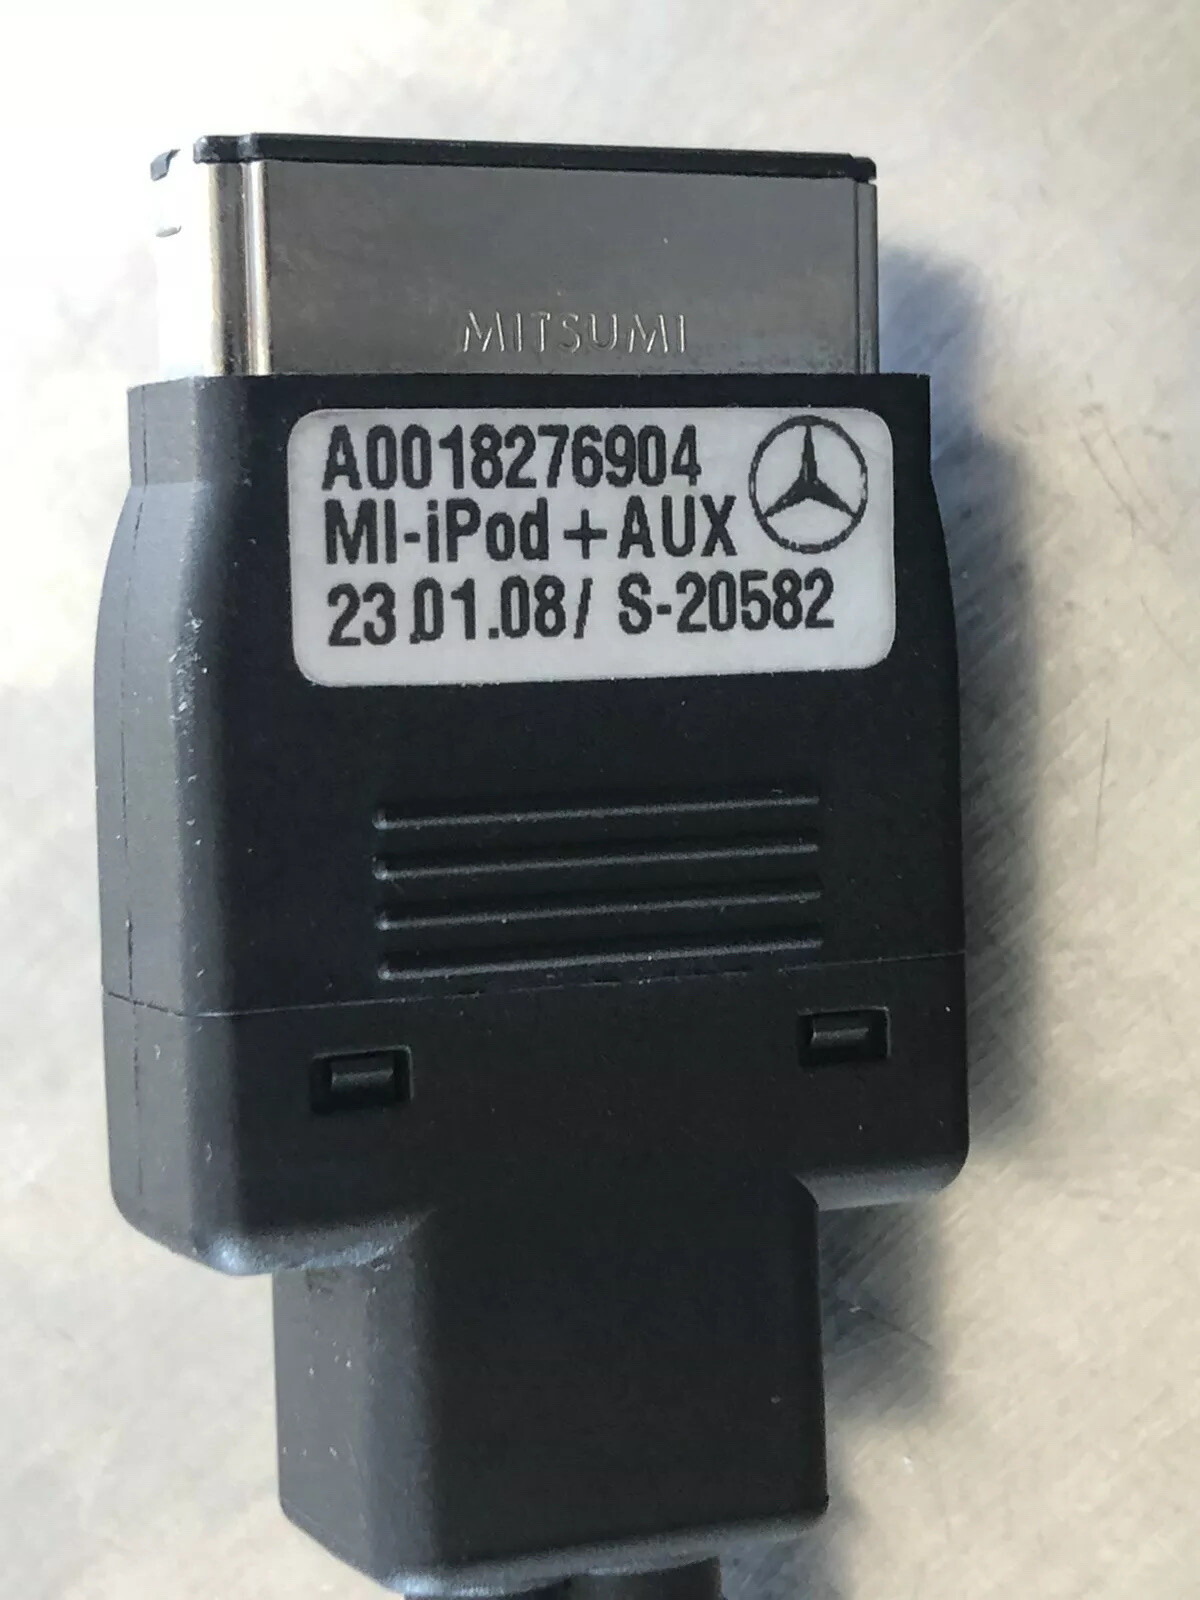 MITSUMI
A0018276904
MI-iPod + AUX
23.01.08/ S-20582